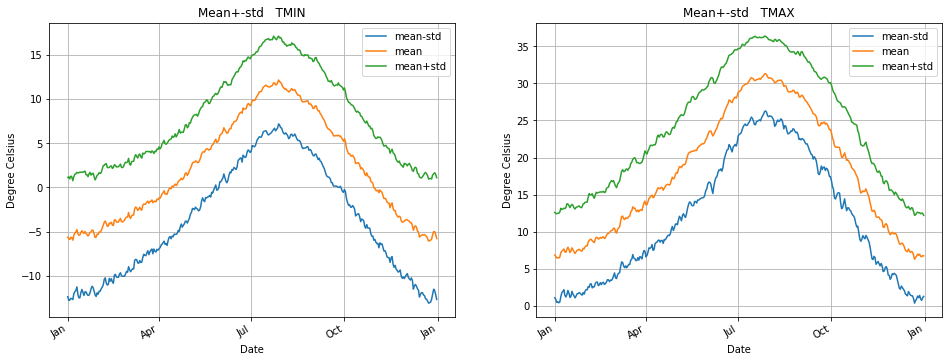 Mean+-std TMIN
mean-std
mean
mean+std
15
10
5
0
−5
−10
Degree Celsius
Jan
Apr
Jul
Oct
Jan
Date
Mean+-std TMAX
mean-std
mean
mean+std
35
30
25
20
15
10
5
0
Degree Celsius
Jan
Apr
Jul
Oct
Jan
Date